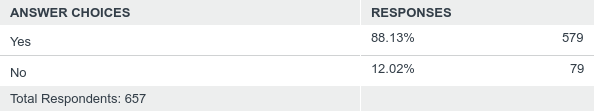 ANSWER CHOICES RESPONSES
Yes 88.13% 579
No 12.02% 79
Total Respondents: 657